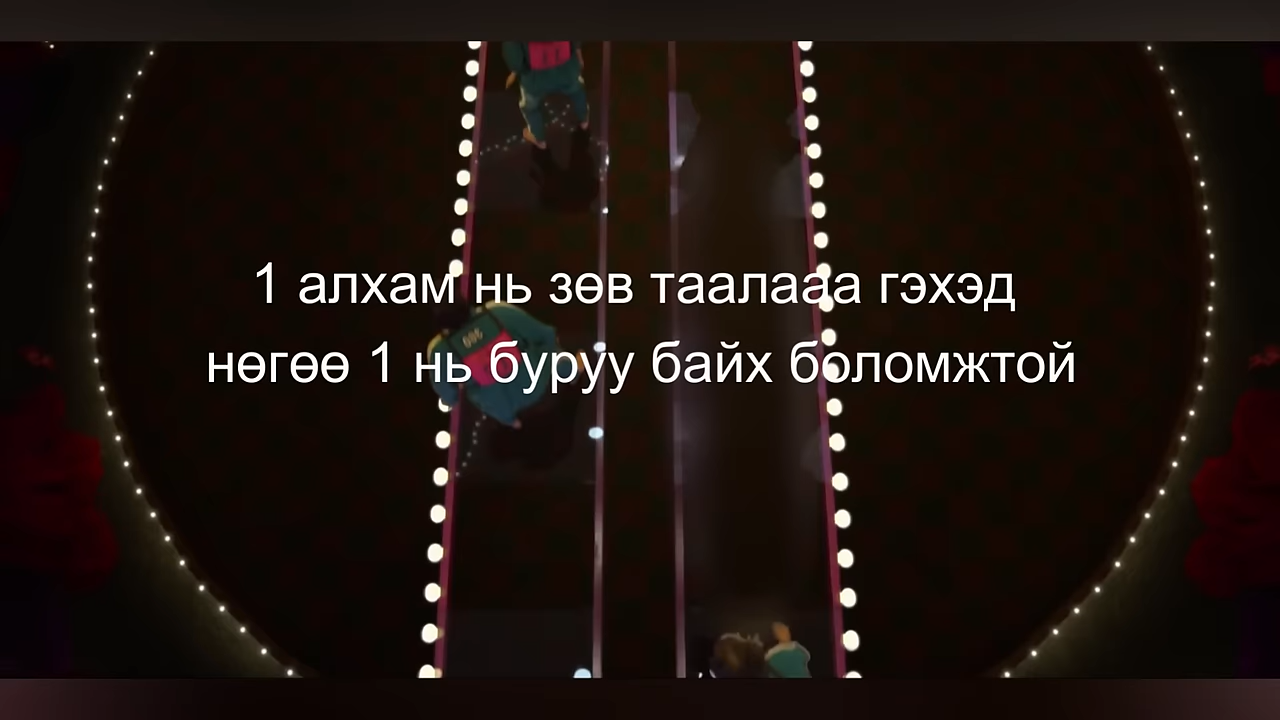 1 алхам нь зөв таалааа гэхэд
нөгөө 1 нь буруу байх боломжтой